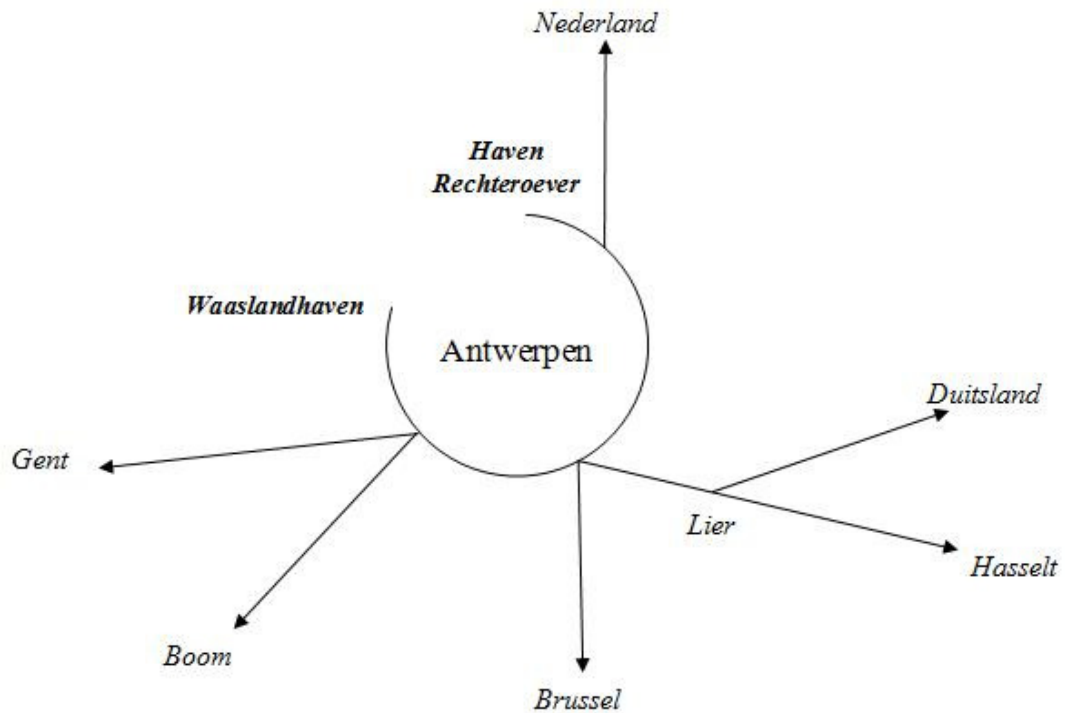 Nederland
Haven
Rechteroever
Waaslandhaven
Antwerpen
Duitsland
Gent
Lier
Hasselt
Boom
Brussel